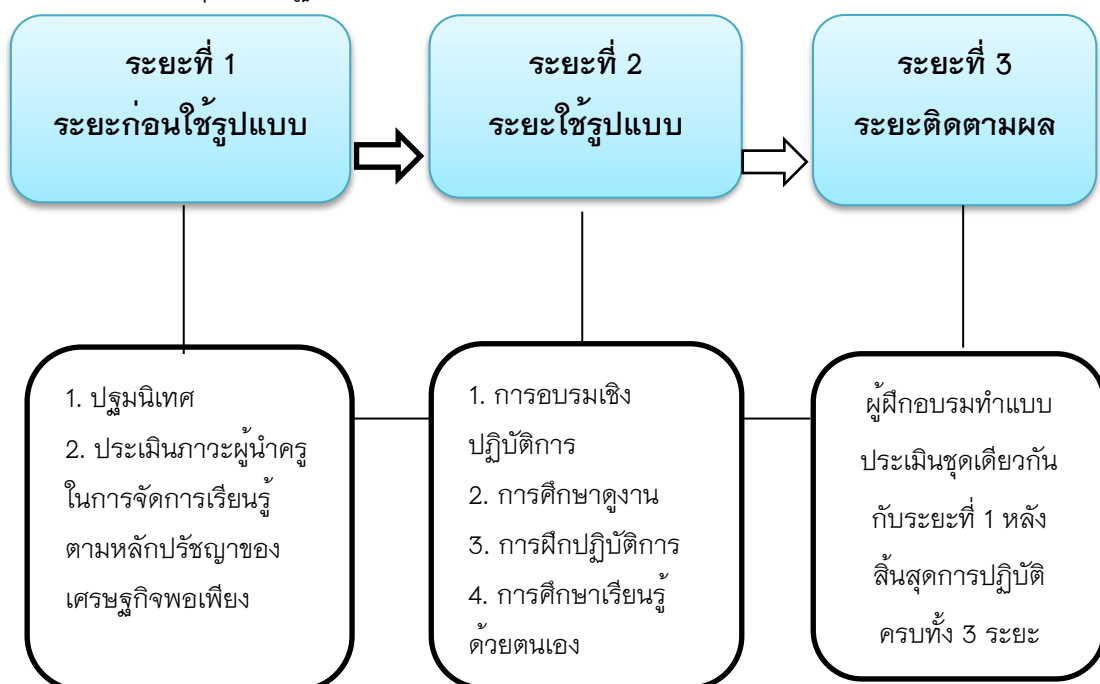 ระยะที่ 1
ระยะก่อนใช้รูปแบบ
ระยะที่ 2
ระยะใช้รูปแบบ
ระยะที่ 3
ระยะติดตามผล
1. ปฐมนิเทศ
2. ประเมินภาวะผู้นำครู
ในการจัดการเรียนรู้
ตามหลักปรัชญาของ
เศรษฐกิจพอเพียง
1. การอบรมเชิง
ปฏิบัติการ
2. การศึกษาดูงาน
3. การฝึกปฏิบัติการ
4. การศึกษาเรียนรู้
ด้วยตนเอง
ผู้ฝึกอบรมทำแบบ
ประเมินชุดเดียวกัน
กับระยะที่ 1 หลัง
สิ้นสุดการปฏิบัติ
ครบทั้ง 3 ระยะ